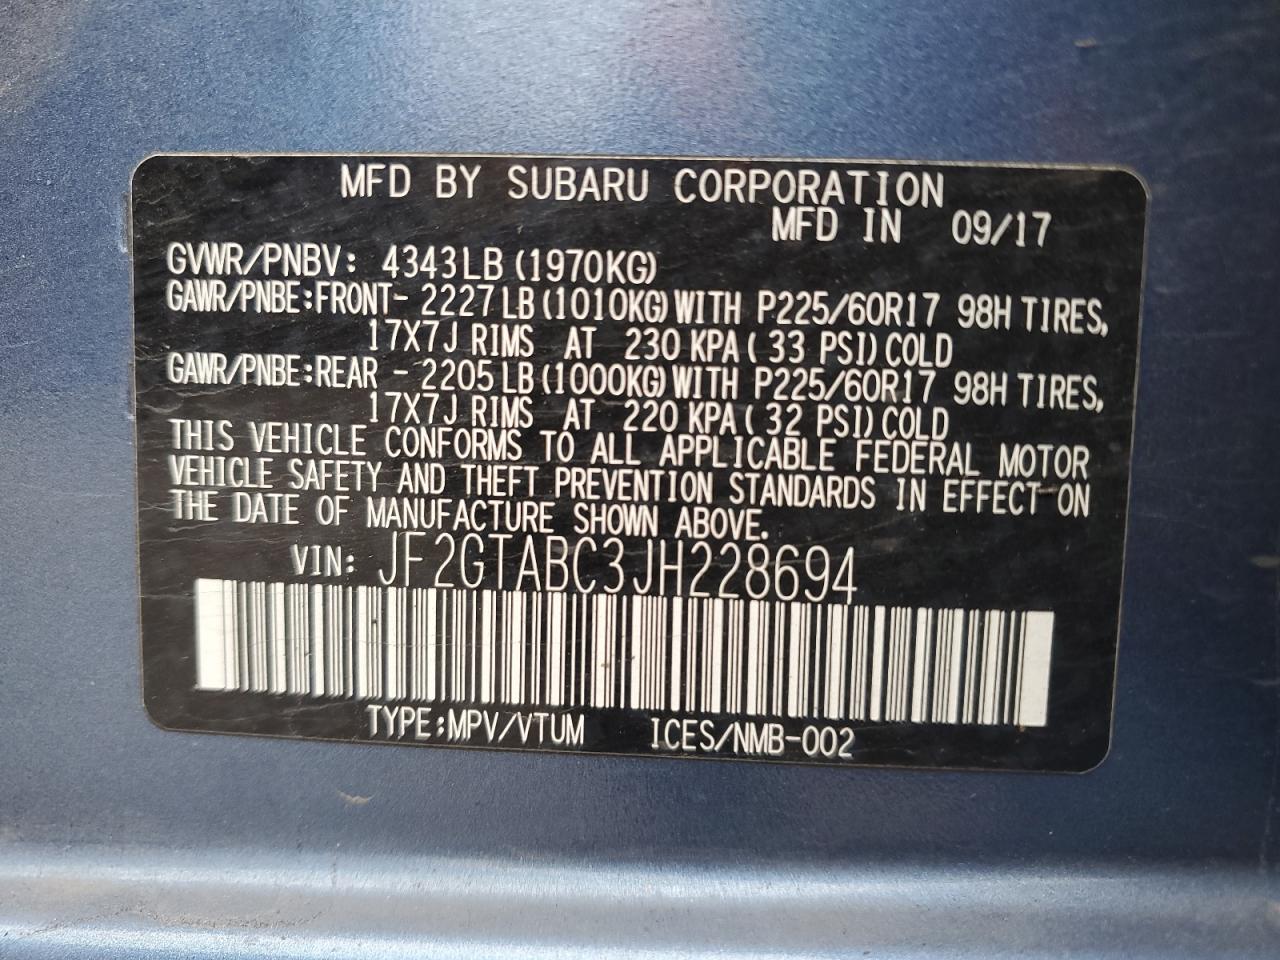 MFD BY SUBARU CORPORATION
MFD IN 09/17
GVWR/PNBV: 4343LB (1970KG)
GAWR/PNBE:FRONT- 2227LB(1010KG)WITH P225/60R17 98H TIRES,
17X7J RIMS AT 230 KPA( 33 PSI)COLD
GAWR/PNBE:REAR - 2205LB(1000KG)WITH P225/60R17 98H TIRES,
17X7J RIMS AT 220 KPA( 32 PSI)COLD
THIS VEHICLE CONFORMS TO ALL APPLICABLE FEDERAL MOTOR
VEHICLE SAFETY AND THEFT PREVENTION STANDARDS IN EFFECT ON
THE DATE OF MANUFACTURE SHOWN ABOVE.
VIN: JF2GTABC3JH228694
TYPE:MPV/VTUM ICES/NMB-002